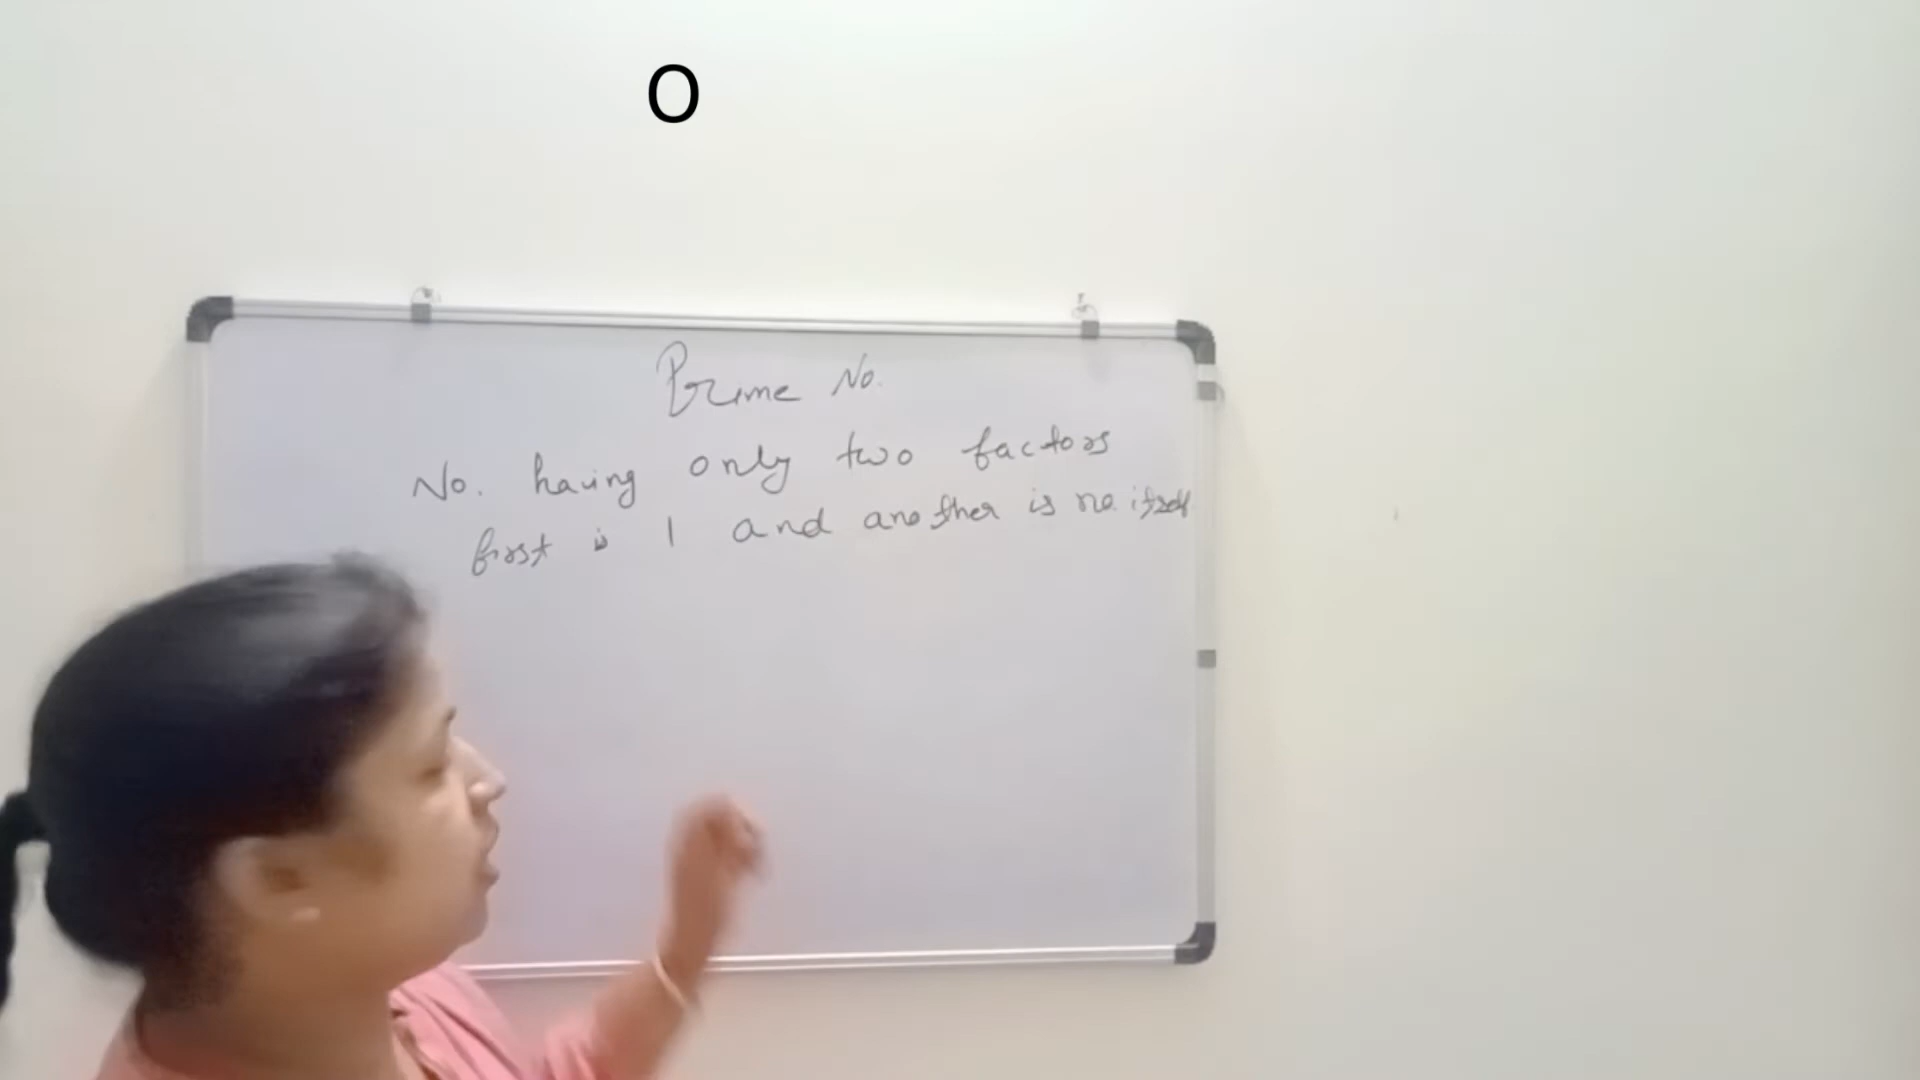 O
Prime No.
No. having only two factors
first is 1 and another is no. itself